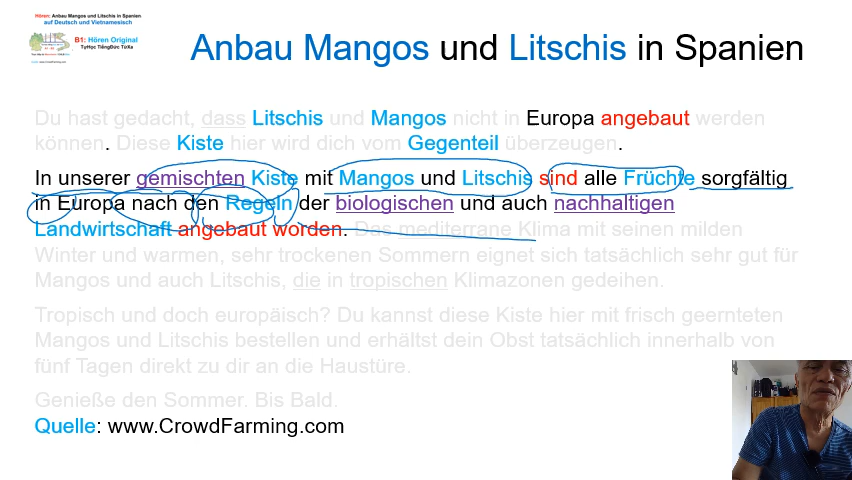 Hören: Anbau Mangos und Litschis in Spanien
auf Deutsch und Vietnamesisch
B1: Hören Original
TựHọc TiếngĐức TừXa
Anbau Mangos und Litschis in Spanien
Du hast gedacht, dass Litschis und Mangos nicht in Europa angebaut werden
können. Diese Kiste hier wird dich vom Gegenteil überzeugen.
In unserer gemischten Kiste mit Mangos und Litschis sind alle Früchte sorgfältig
in Europa nach den Regeln der biologischen und auch nachhaltigen
Landwirtschaft angebaut worden. Das mediterrane Klima mit seinen milden
Winter und warmen, sehr trockenen Sommern eignet sich tatsächlich sehr gut für
Mangos und auch Litschis, die in tropischen Klimazonen gedeihen.
Tropisch und doch europäisch? Du kannst diese Kiste hier mit frisch geernteten
Mangos und Litschis bestellen und erhältst dein Obst tatsächlich innerhalb von
fünf Tagen direkt zu dir an die Haustüre.
Genieße den Sommer. Bis Bald.
Quelle: www.CrowdFarming.com